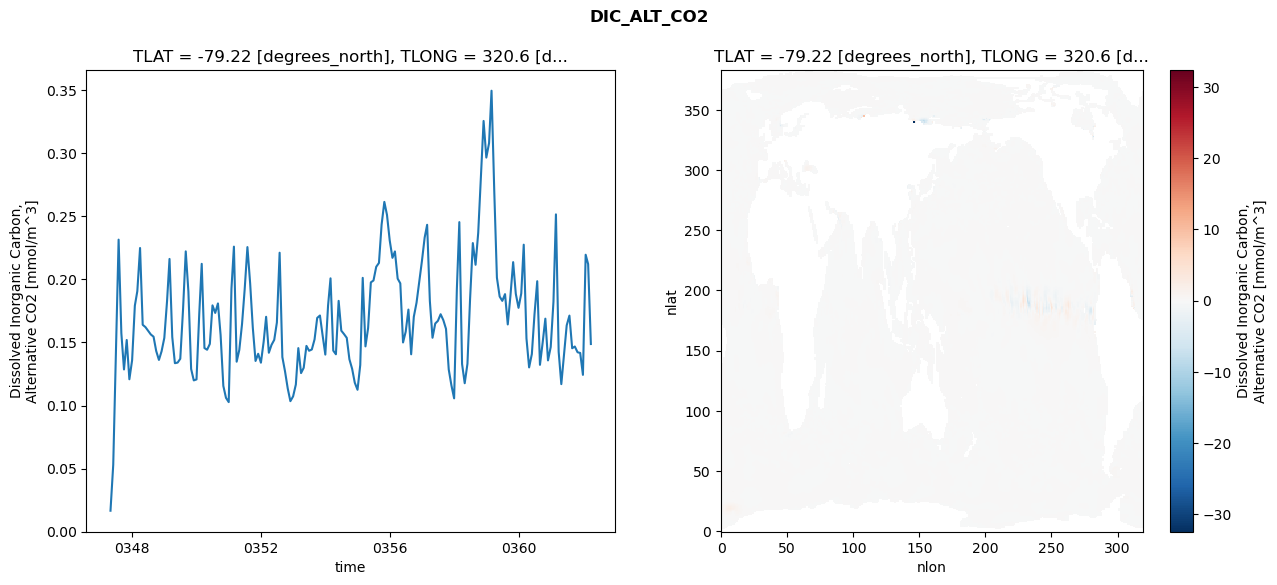 DIC_ALT_CO2
TLAT = -79.22 [degrees_north], TLONG = 320.6 [d...
Dissolved Inorganic Carbon,
Alternative CO2 [mmol/m^3]
0.35
0.30
0.25
0.20
0.15
0.10
0.05
0.00
0348 0352 0356 0360
time
TLAT = -79.22 [degrees_north], TLONG = 320.6 [d...
nlat
350
300
250
200
150
100
50
0
0 50 100 150 200 250 300
nlon
30
20
10
0
−10
−20
−30
Dissolved Inorganic Carbon,
Alternative CO2 [mmol/m^3]